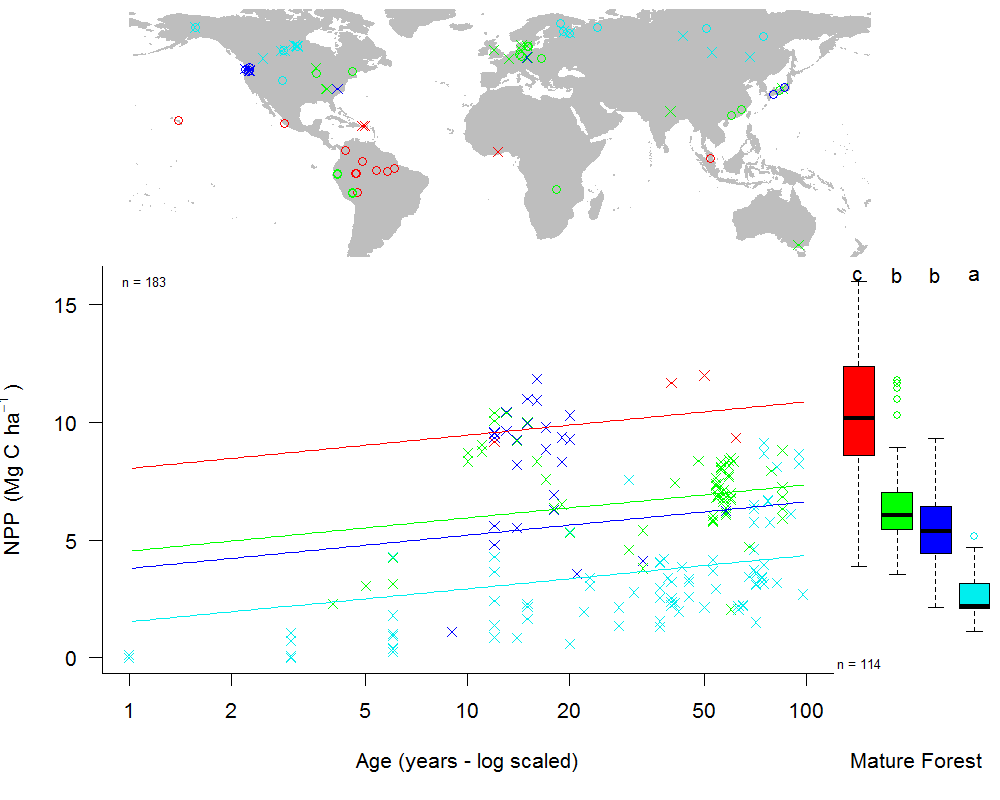 n = 183
c b b a
15
10
5
0
NPP (Mg C ha⁻¹ )
n = 114
1 2 5 10 20 50 100
Age (years - log scaled)
Mature Forest